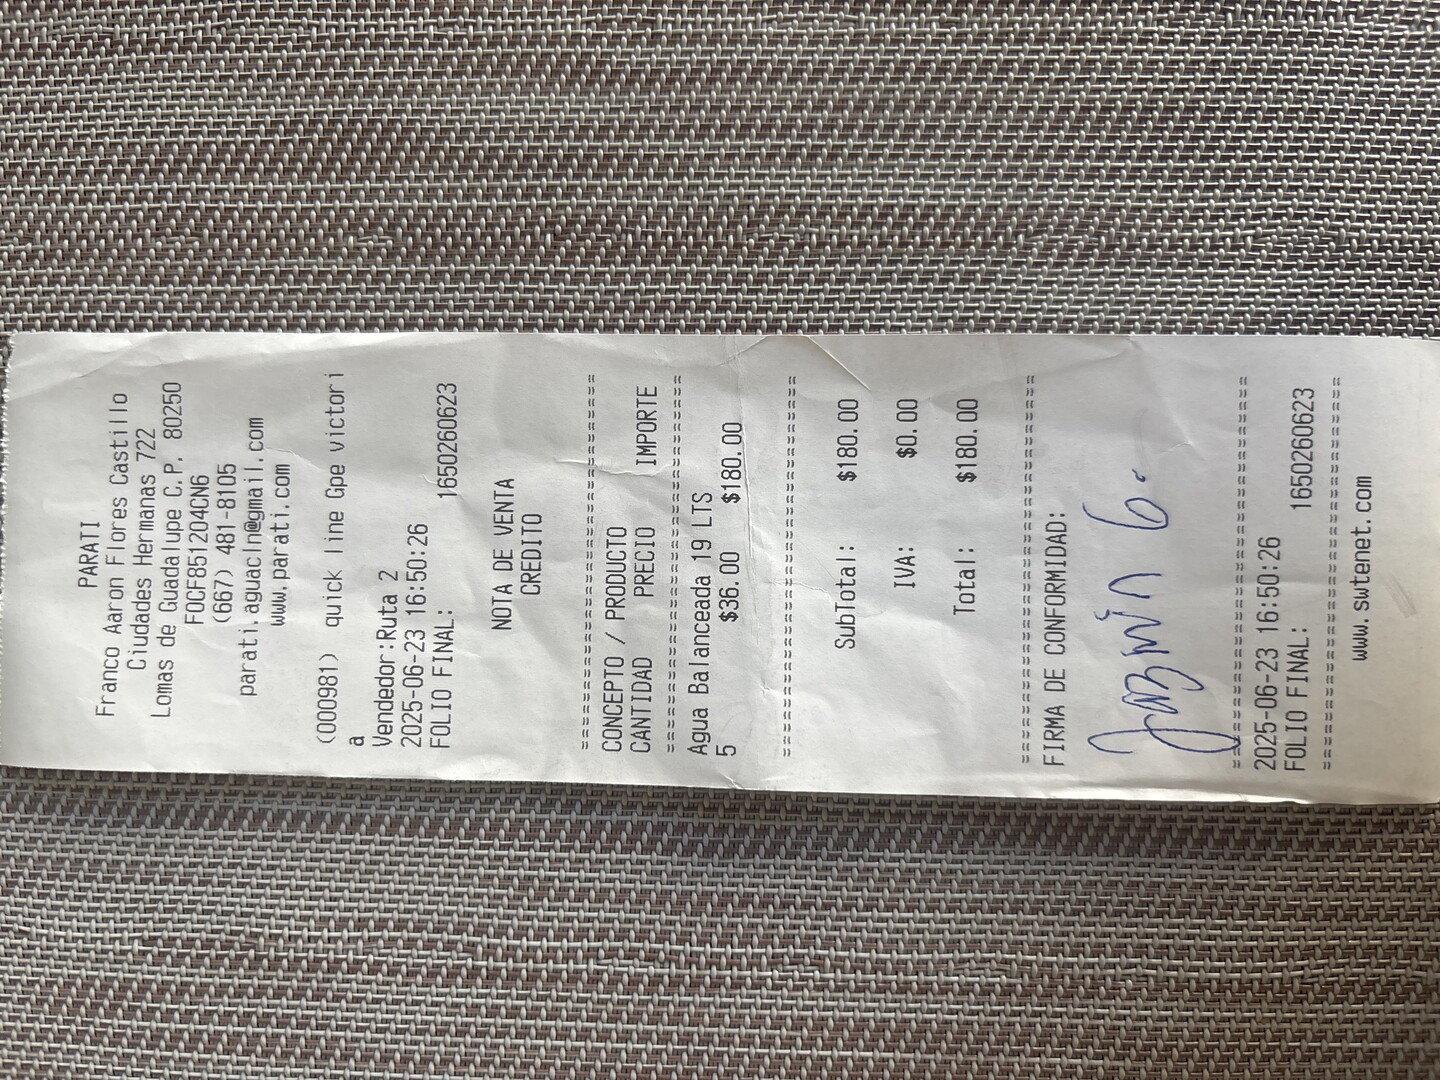 PARATI
Franco Aaron Flores Castillo
Ciudades Hermanas 722
Lomas de Guadalupe C.P. 80250
FOCF851204CN6
(667) 481-8105
parati.aguacln@gmail.com
www.parati.com
(000981) quick line Gpe victori
a
Vendedor:Ruta 2
2025-06-23 16:50:26
FOLIO FINAL: 1650260623
NOTA DE VENTA
CREDITO
================================
CONCEPTO / PRODUCTO
CANTIDAD PRECIO IMPORTE
================================
Agua Balanceada 19 LTS
5 $36.00 $180.00
================================
SubTotal: $180.00
IVA: $0.00
Total: $180.00
================================
FIRMA DE CONFORMIDAD:
Jazmin G.
================================
2025-06-23 16:50:26
FOLIO FINAL: 1650260623
================================
www.swtenet.com